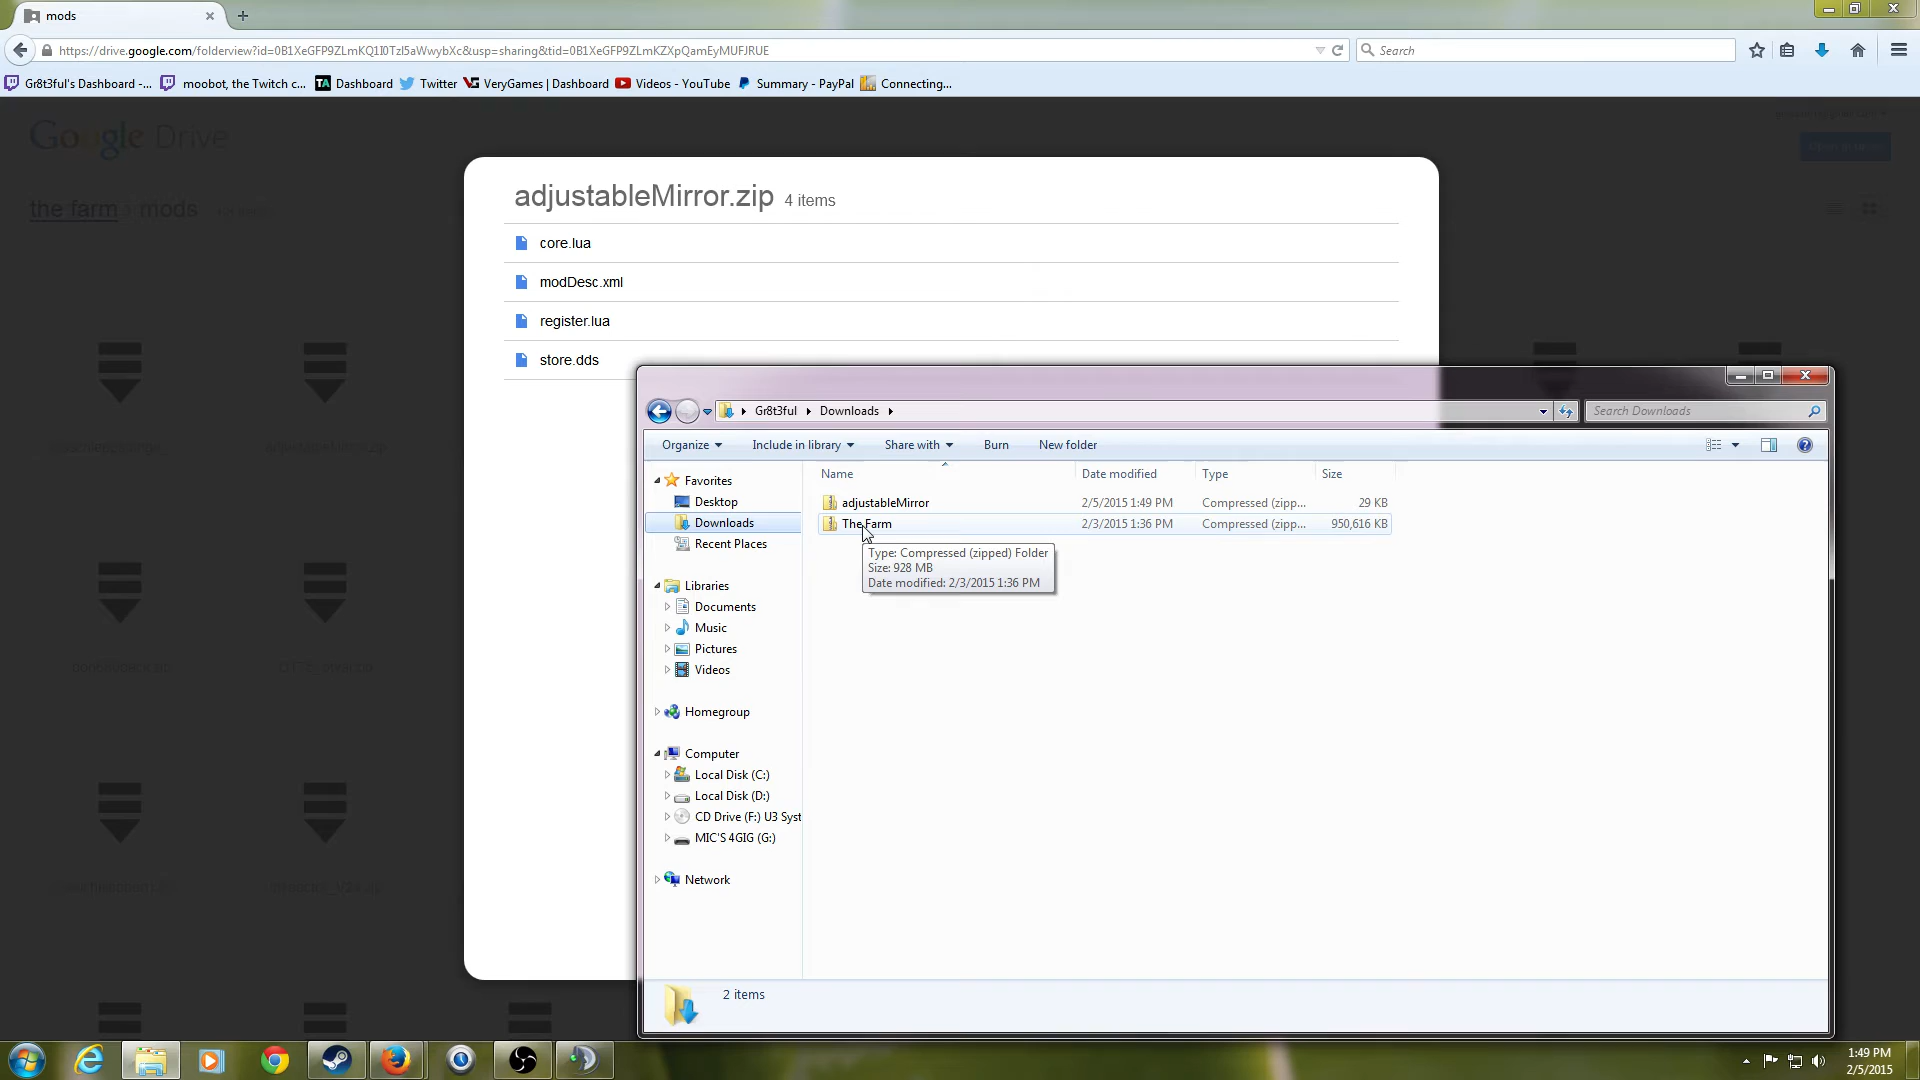 mods
https://drive.google.com/folderview?id=0B1XeGFP9ZLmKQ1I0TzI5aWwybXc&usp=sharing&tid=0B1XeGFP9ZLmKZXpQamEyMUFJRUE
Search
Gr8t3ful's Dashboard -...
moobot, the Twitch c...
Dashboard
Twitter
VeryGames | Dashboard
Videos - YouTube
Summary - PayPal
Connecting...
Google Drive
the farm
mods
adjustableMirror.zip 4 items
core.lua
modDesc.xml
register.lua
store.dds
adjustableMirror.zip
Gr8t3ful
Downloads
Search Downloads
Organize
Include in library
Share with
Burn
New folder
Name
Date modified
Type
Size
adjustableMirror
2/5/2015 1:49 PM
Compressed (zipp...
29 KB
The Farm
2/3/2015 1:36 PM
Compressed (zipp...
950,616 KB
Type: Compressed (zipped) Folder
Size: 928 MB
Date modified: 2/3/2015 1:36 PM
Favorites
Desktop
Downloads
Recent Places
Libraries
Documents
Music
Pictures
Videos
Homegroup
Computer
Local Disk (C:)
Local Disk (D:)
CD Drive (F:) U3 Syst
MIC'S 4GIG (G:)
Network
2 items
1:49 PM
2/5/2015